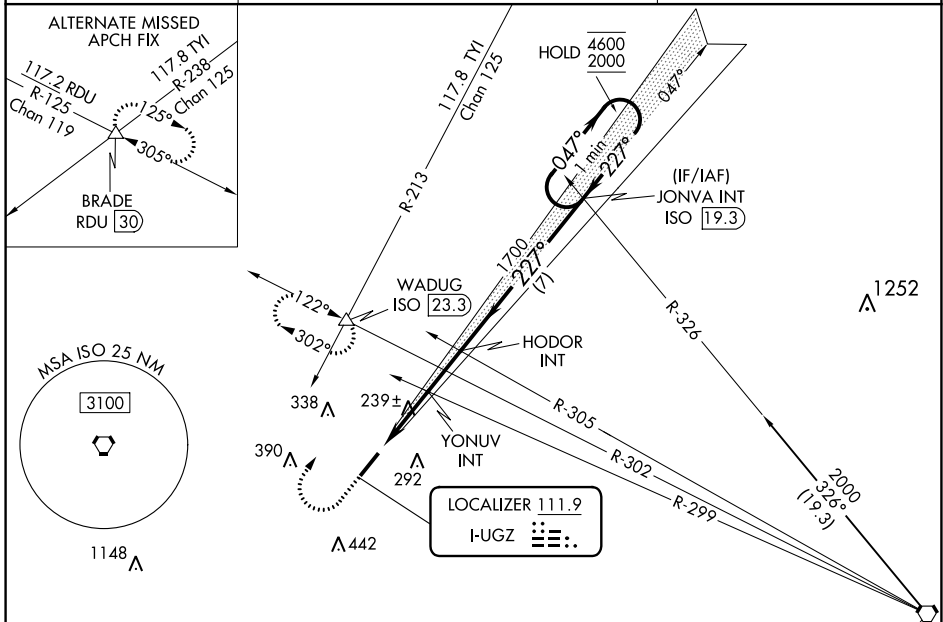 ALTERNATE MISSED
APCH FIX
117.2 RDU
R-125
Chan 119
117.8 TYI
R-238
Chan 125
125°
305°
BRADE
RDU 30
117.8 TYI
Chan 125
R-213
HOLD 4600
2000
047°
047°
1 min
227°
(IF/IAF)
JONVA INT
ISO 19.3
1700
227°
(7)
WADUG
ISO 23.3
122°
302°
HODOR
INT
1252
R-326
MSA ISO 25 NM
3100
338
239±
390
292
YONUV
INT
R-305
R-302
R-299
2000
326°
(19.3)
LOCALIZER 111.9
I-UGZ
442
1148